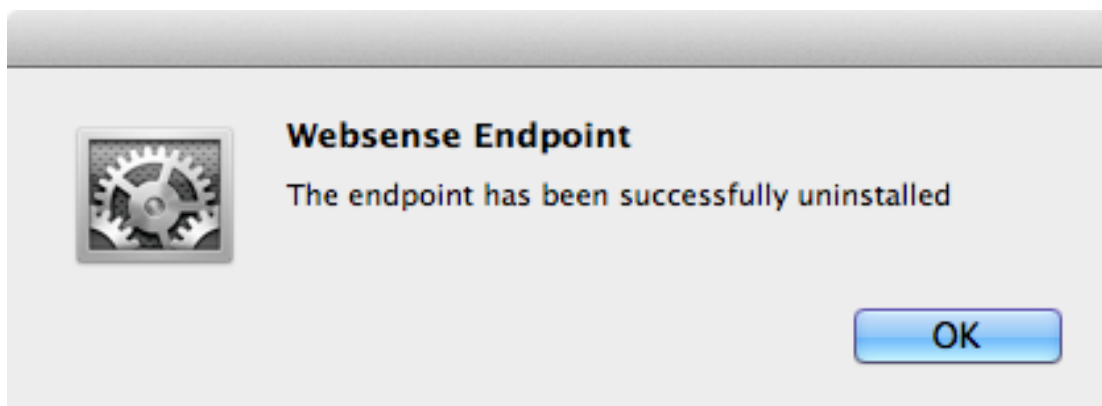 Websense Endpoint
The endpoint has been successfully uninstalled
OK